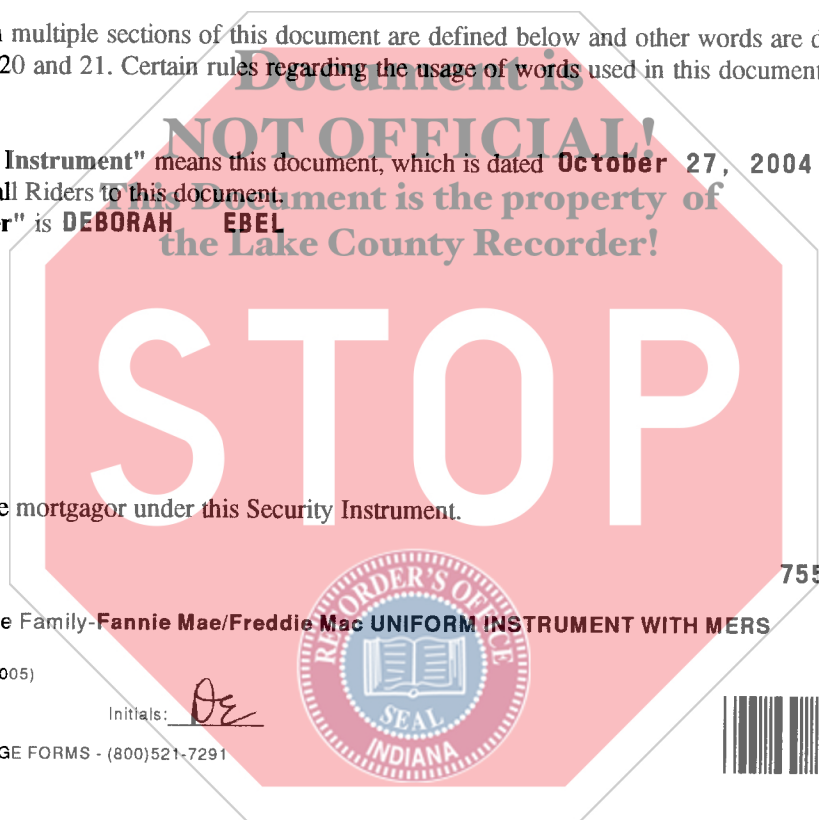 multiple sections of this document are defined below and other words are d
20 and 21. Certain rules regarding the usage of words used in this document
Document is
NOT OFFICIAL!
Instrument" means this document, which is dated October 27, 2004
all Riders to this document.
This Document is the property of
r" is DEBORAH EBEL
the Lake County Recorder!
STOP
e mortgagor under this Security Instrument.
755
RECORDER'S OFFICE
e Family-Fannie Mae/Freddie Mac UNIFORM INSTRUMENT WITH MERS
005)
Initials: DE
SEAL
INDIANA
GE FORMS - (800)521-7291